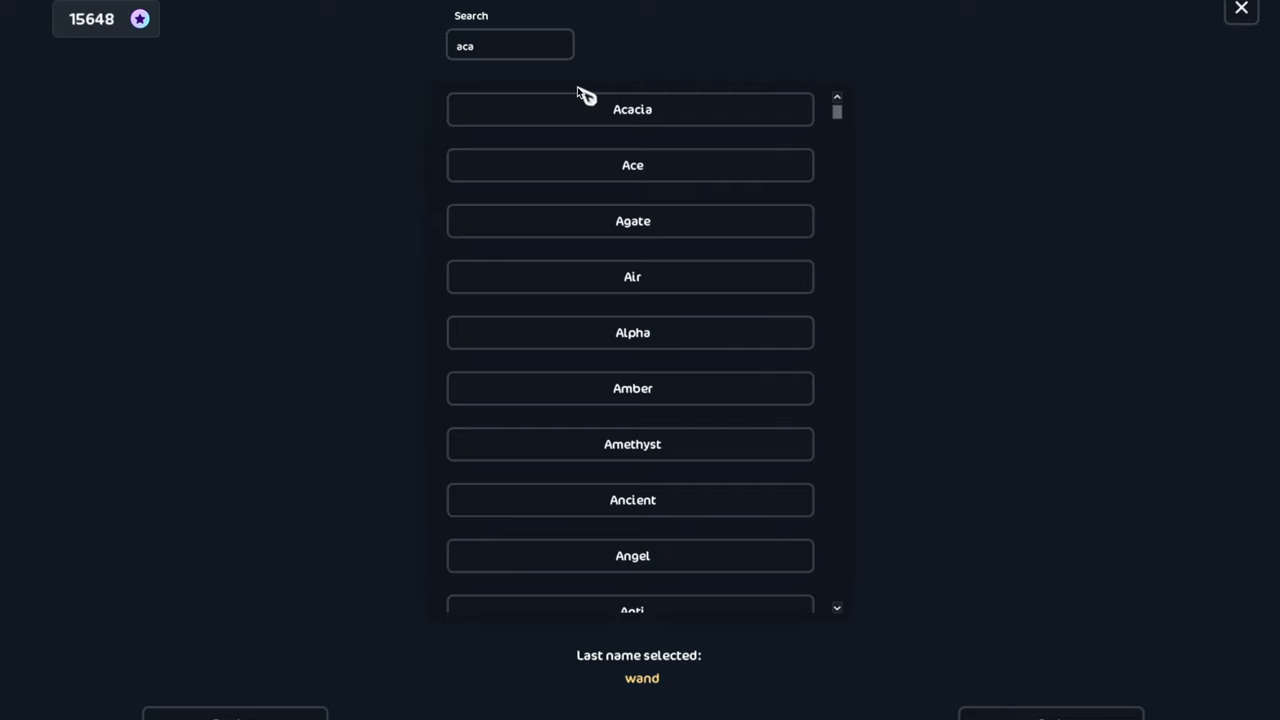 15648
Search
aca
Acacia
Ace
Agate
Air
Alpha
Amber
Amethyst
Ancient
Angel
Last name selected:
wand